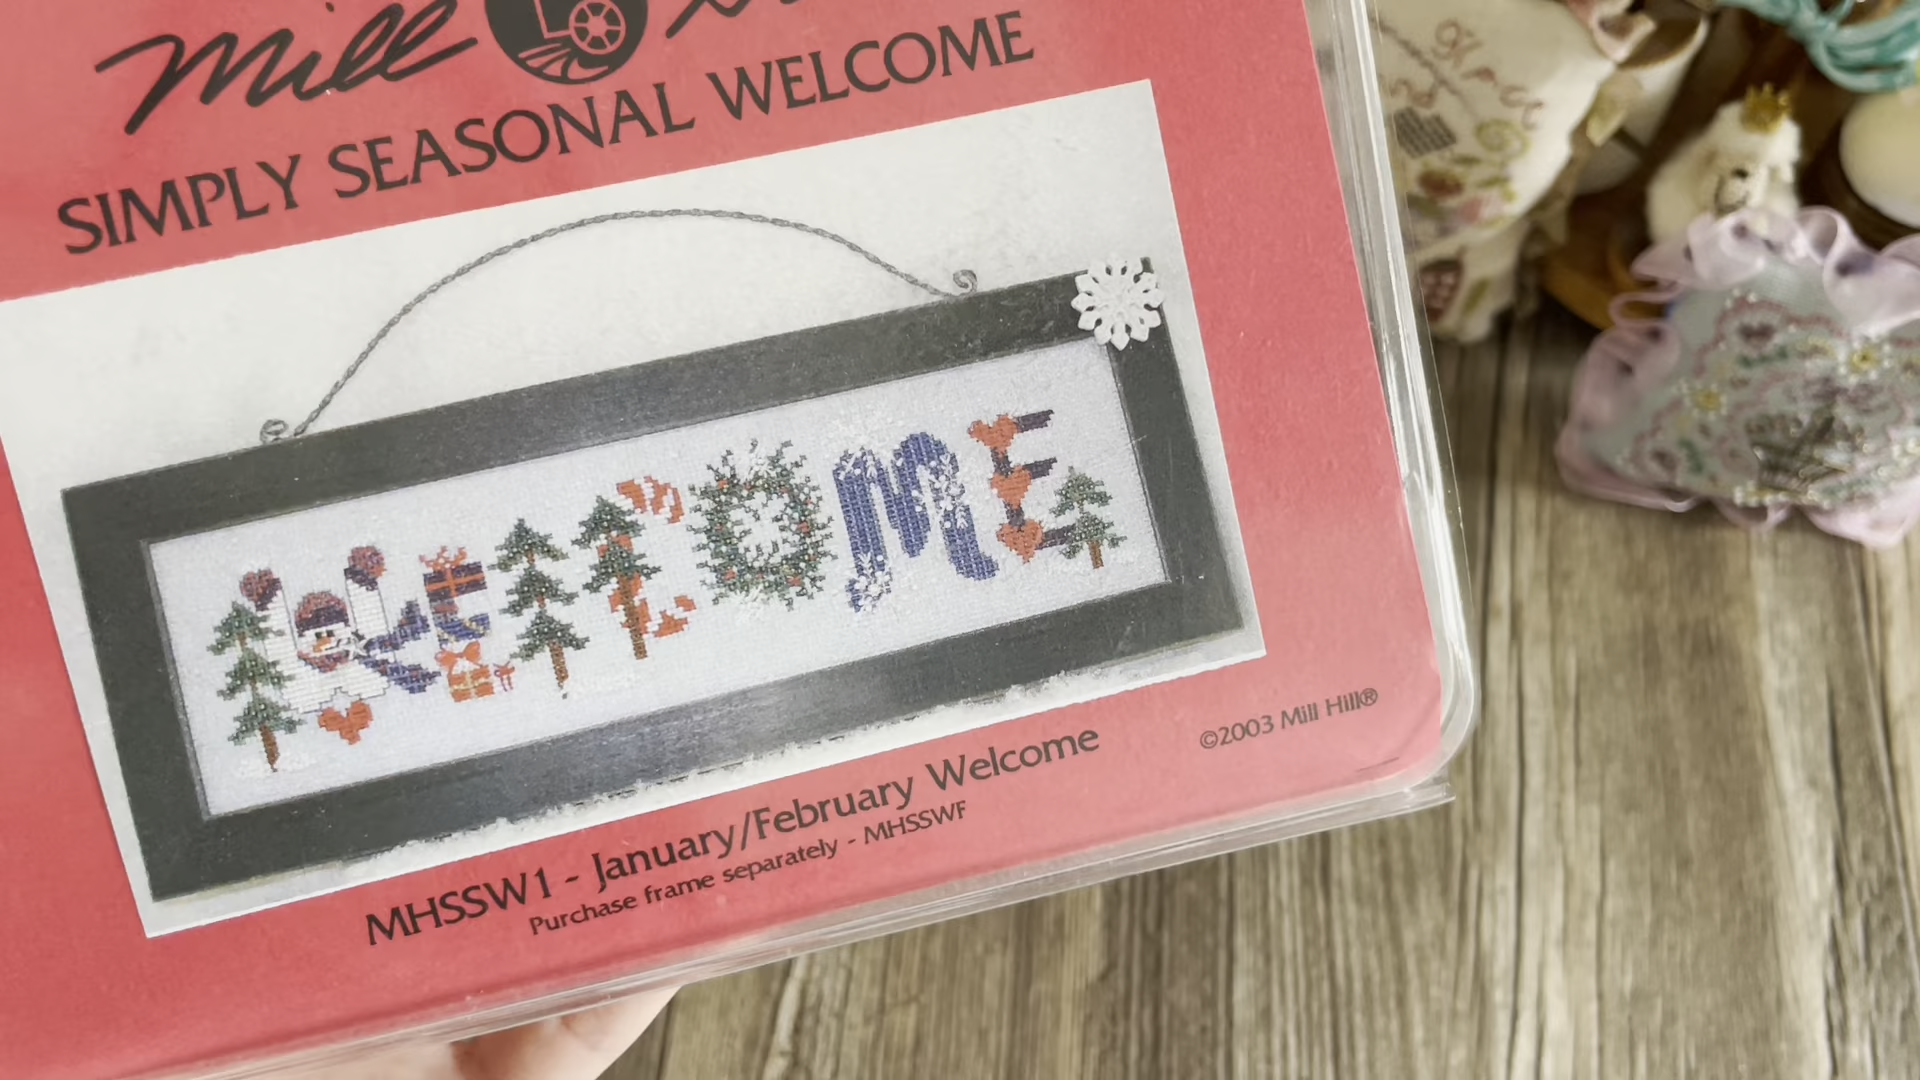 Mill
SIMPLY SEASONAL WELCOME
WELCOME
MHSSW1 - January/February Welcome
Purchase frame separately - MHSSWF
©2003 Mill Hill®